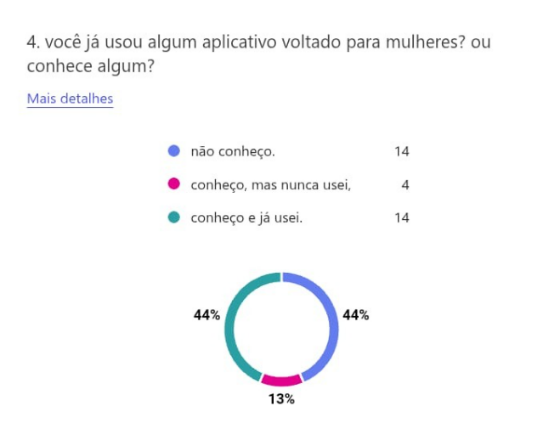 4. você já usou algum aplicativo voltado para mulheres? ou
conhece algum?
Mais detalhes
não conheço. 14
conheço, mas nunca usei, 4
conheço e já usei. 14
44% 44%
13%